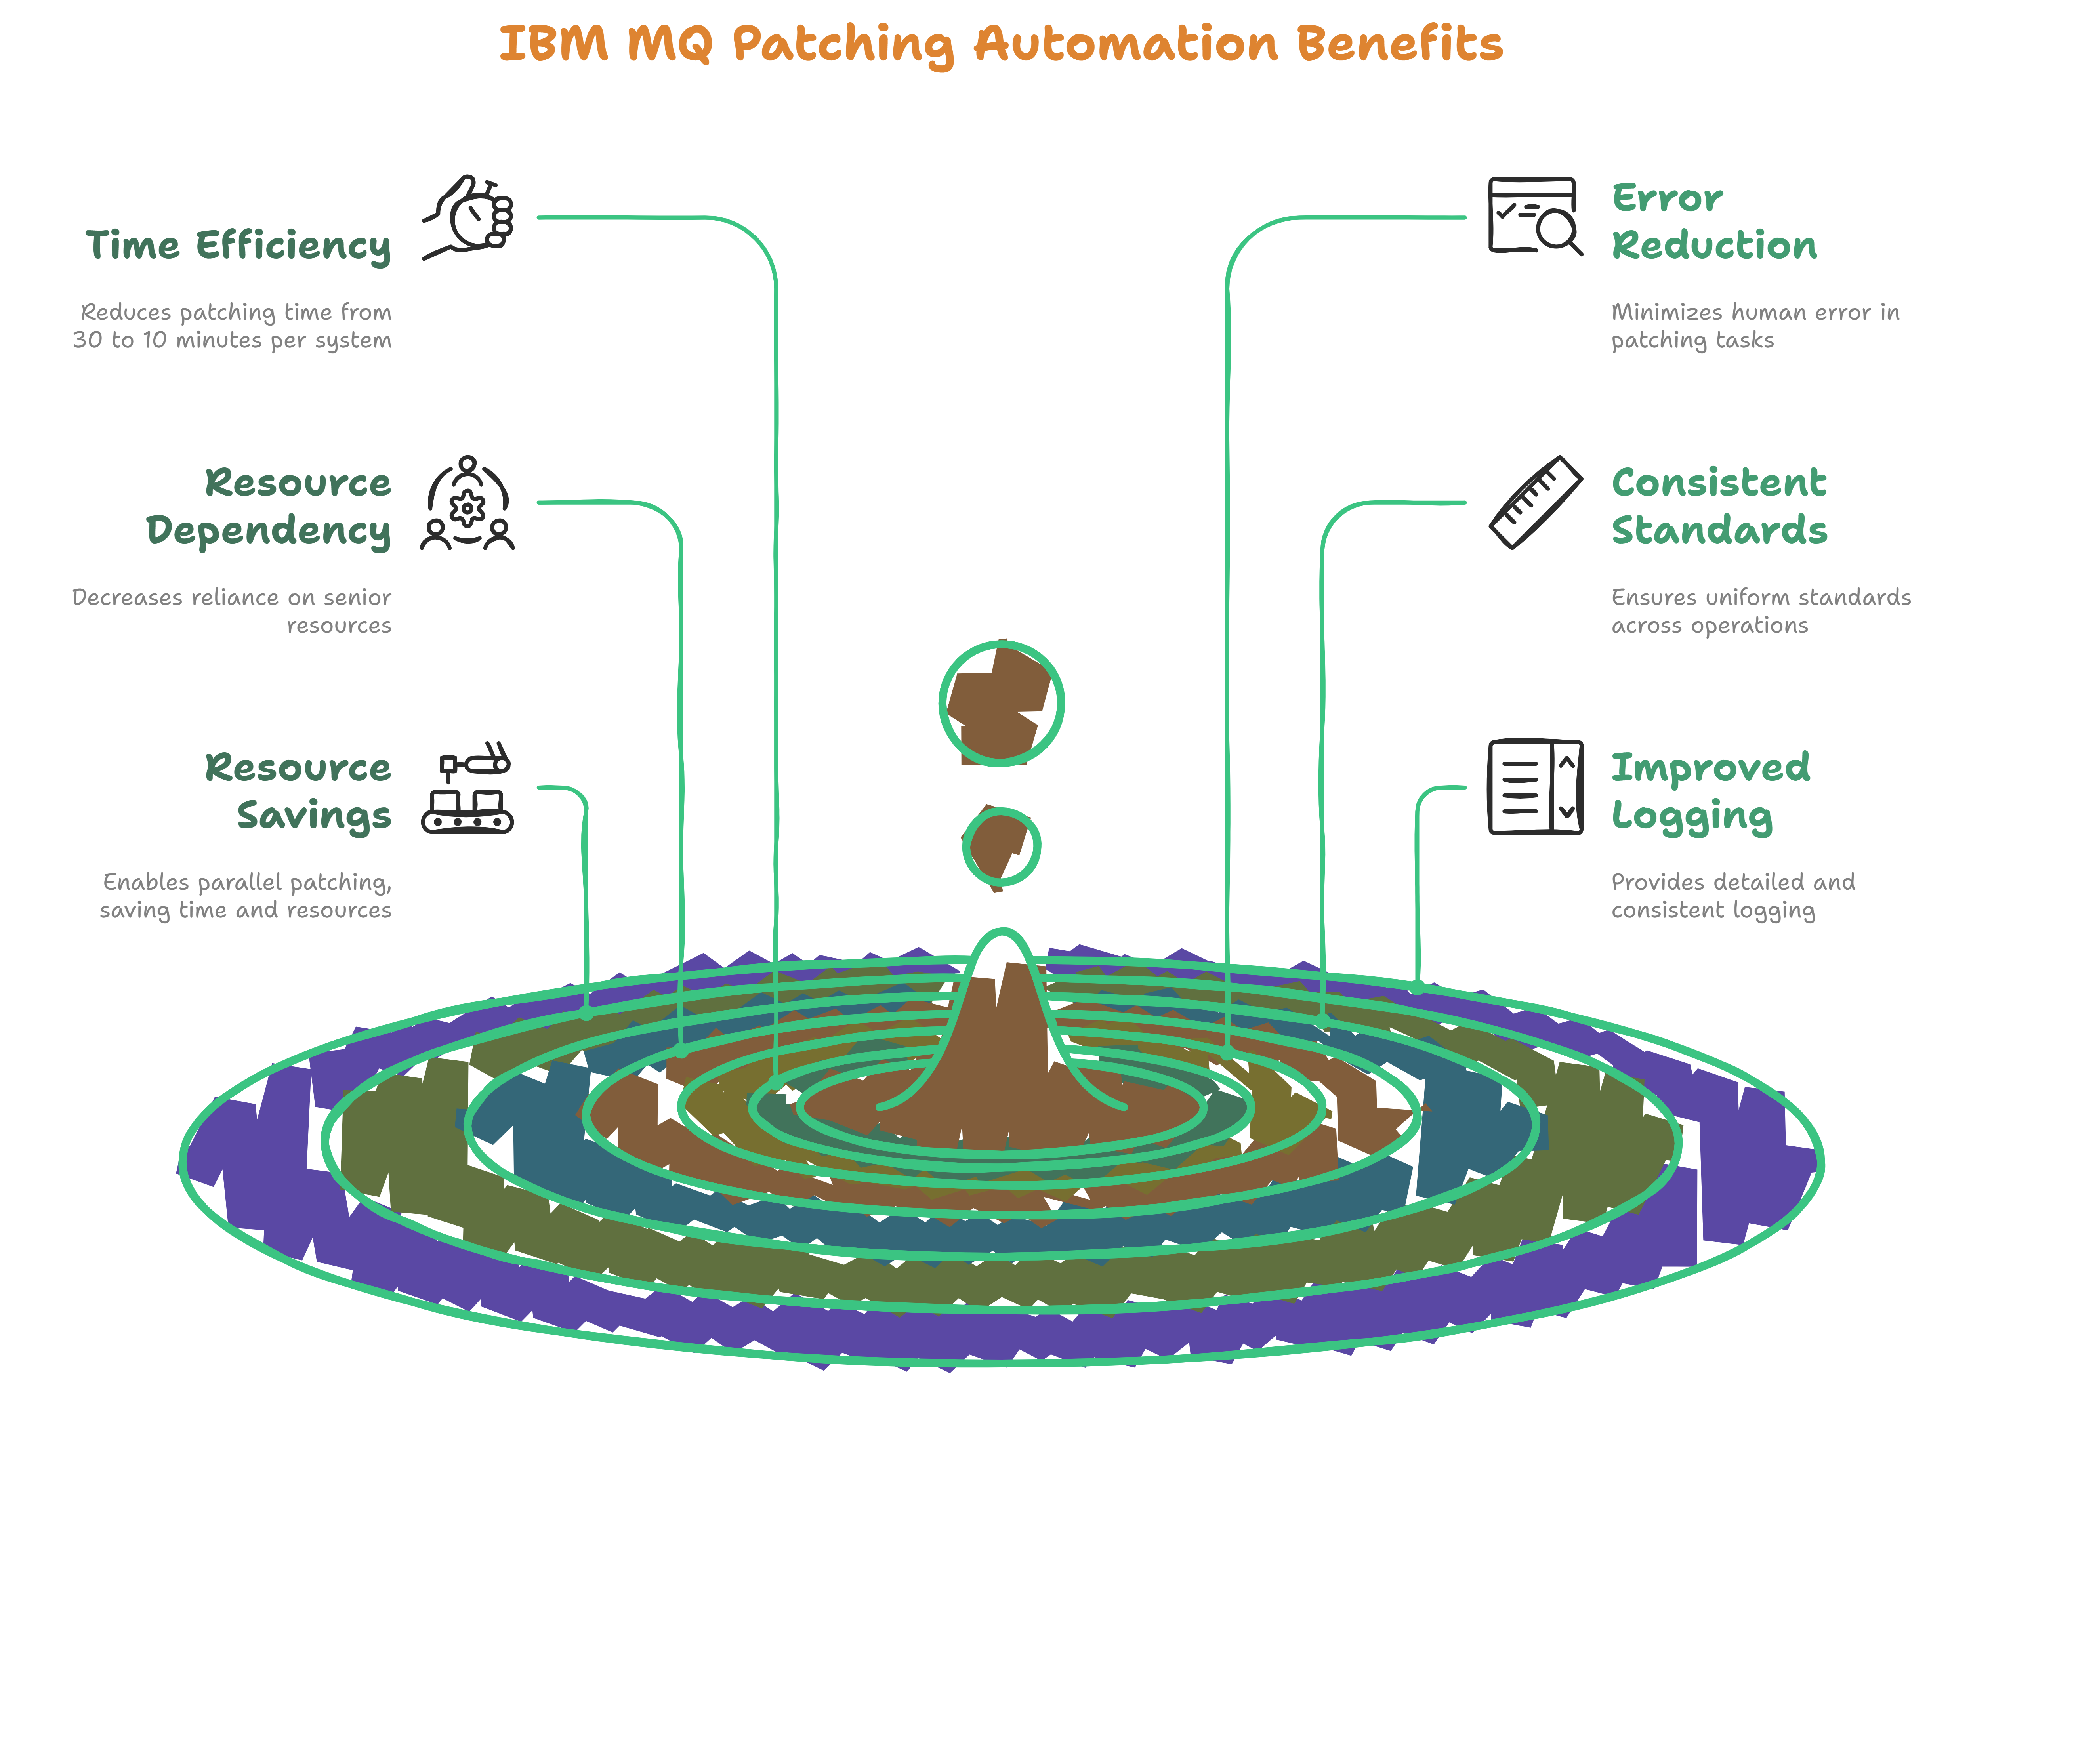 IBM MQ Patching Automation Benefits
Time Efficiency
Reduces patching time from
30 to 10 minutes per system
Resource
Dependency
Decreases reliance on senior
resources
Resource
Savings
Enables parallel patching,
saving time and resources
Error
Reduction
Minimizes human error in
patching tasks
Consistent
Standards
Ensures uniform standards
across operations
Improved
Logging
Provides detailed and
consistent logging